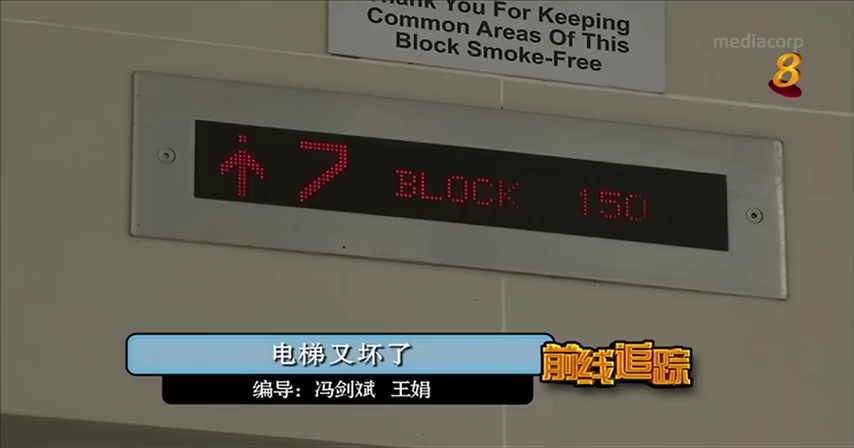 Thank You For Keeping
Common Areas Of This
Block Smoke-Free
mediacorp
8
7 BLOCK 150
电梯又坏了
前线追踪
编导：冯剑斌 王娟